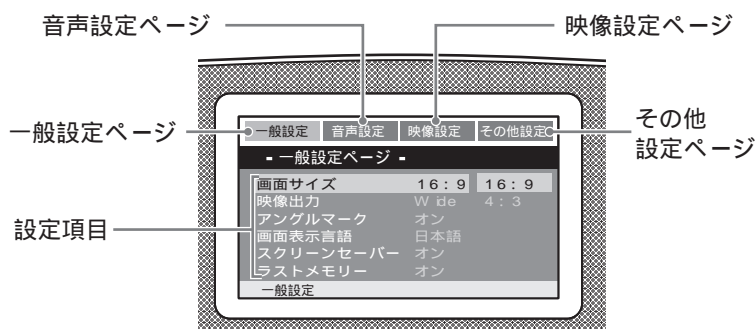 音声設定ページ
映像設定ページ
一般設定ページ
その他
設定ページ
設定項目
一般設定 音声設定 映像設定 その他設定
- 一般設定ページ -
画面サイズ 16:9 16:9
映像出力 Wide 4:3
アングルマーク オン
画面表示言語 日本語
スクリーンセーバー オン
ラストメモリー オン
一般設定